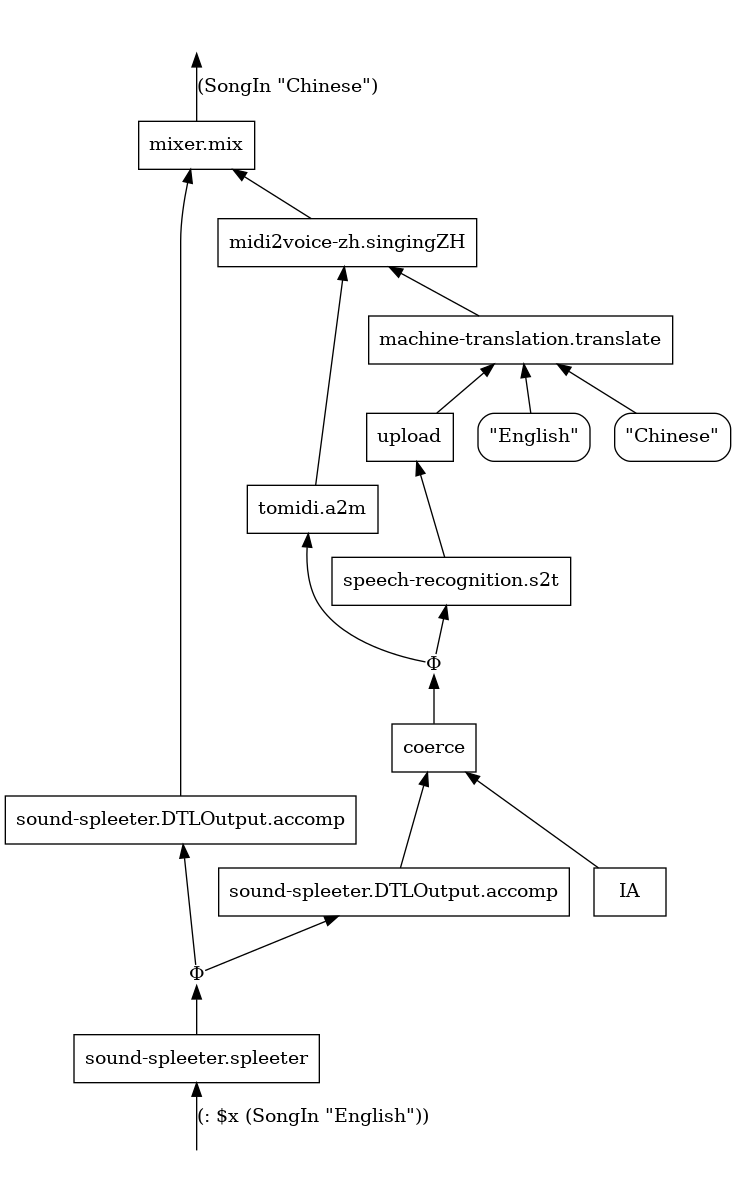 (SongIn "Chinese")
mixer.mix
midi2voice-zh.singingZH
machine-translation.translate
upload
"English"
"Chinese"
tomidi.a2m
speech-recognition.s2t
Φ
coerce
sound-spleeter.DTLOutput.accomp
sound-spleeter.DTLOutput.accomp
IA
Φ
sound-spleeter.spleeter
(: $x (SongIn "English"))